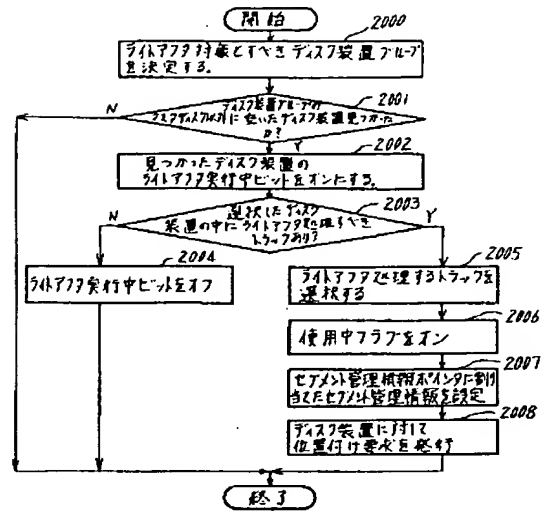 開始
2000
ライトアフタ対象とすべきディスク装置グループ
を決定する。
2001
N
ディスク装置グループの
マスタディスク以外に空いたディスク装置見つかった
か?
Y
2002
見つかったディスク装置の
ライトアフタ実行中ビットをオンにする。
2003
N
選択したディスク
装置の中にライトアフタ処理すべき
トラックあり?
Y
2004
ライトアフタ実行中ビットをオフ
2005
ライトアフタ処理するトラックを
選択する
2006
使用中フラグをオン
2007
セグメント管理情報ポインタに割り
当てたセグメント管理情報を設定
2008
ディスク装置に対して
位置付け要求を発行
終了